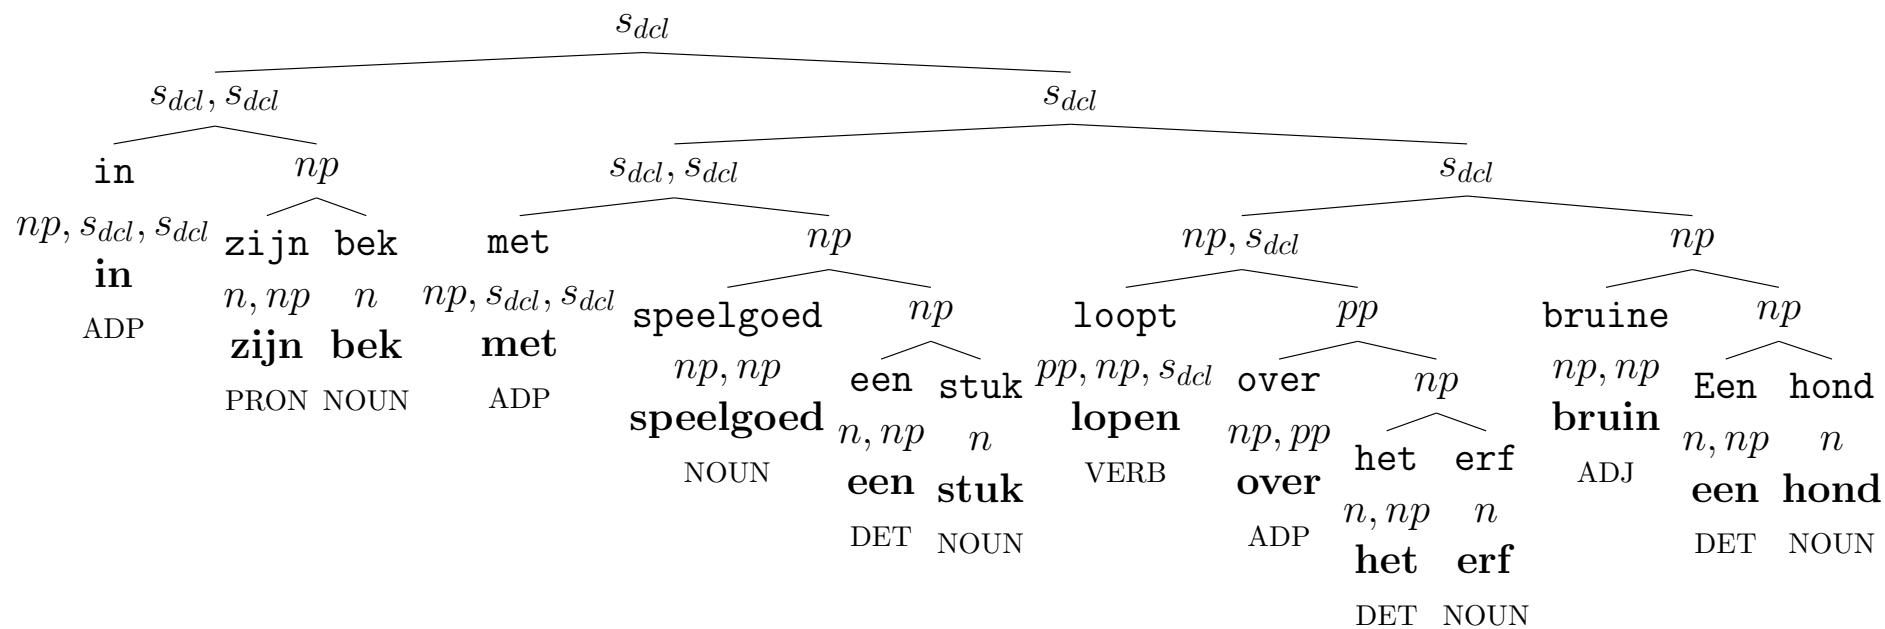 s_dcl
s_dcl, s_dcl s_dcl
in np s_dcl, s_dcl s_dcl
np, s_dcl, s_dcl zijn bek met np np, s_dcl np
in n, np n np, s_dcl, s_dcl speelgoed np loopt pp bruine np
ADP zijn bek met np, np een stuk pp, np, s_dcl over np np, np Een hond
PRON NOUN ADP speelgoed n, np n lopen np, pp het erf bruin n, np n
NOUN een stuk VERB over n, np n ADJ een hond
DET NOUN ADP het erf DET NOUN
DET NOUN